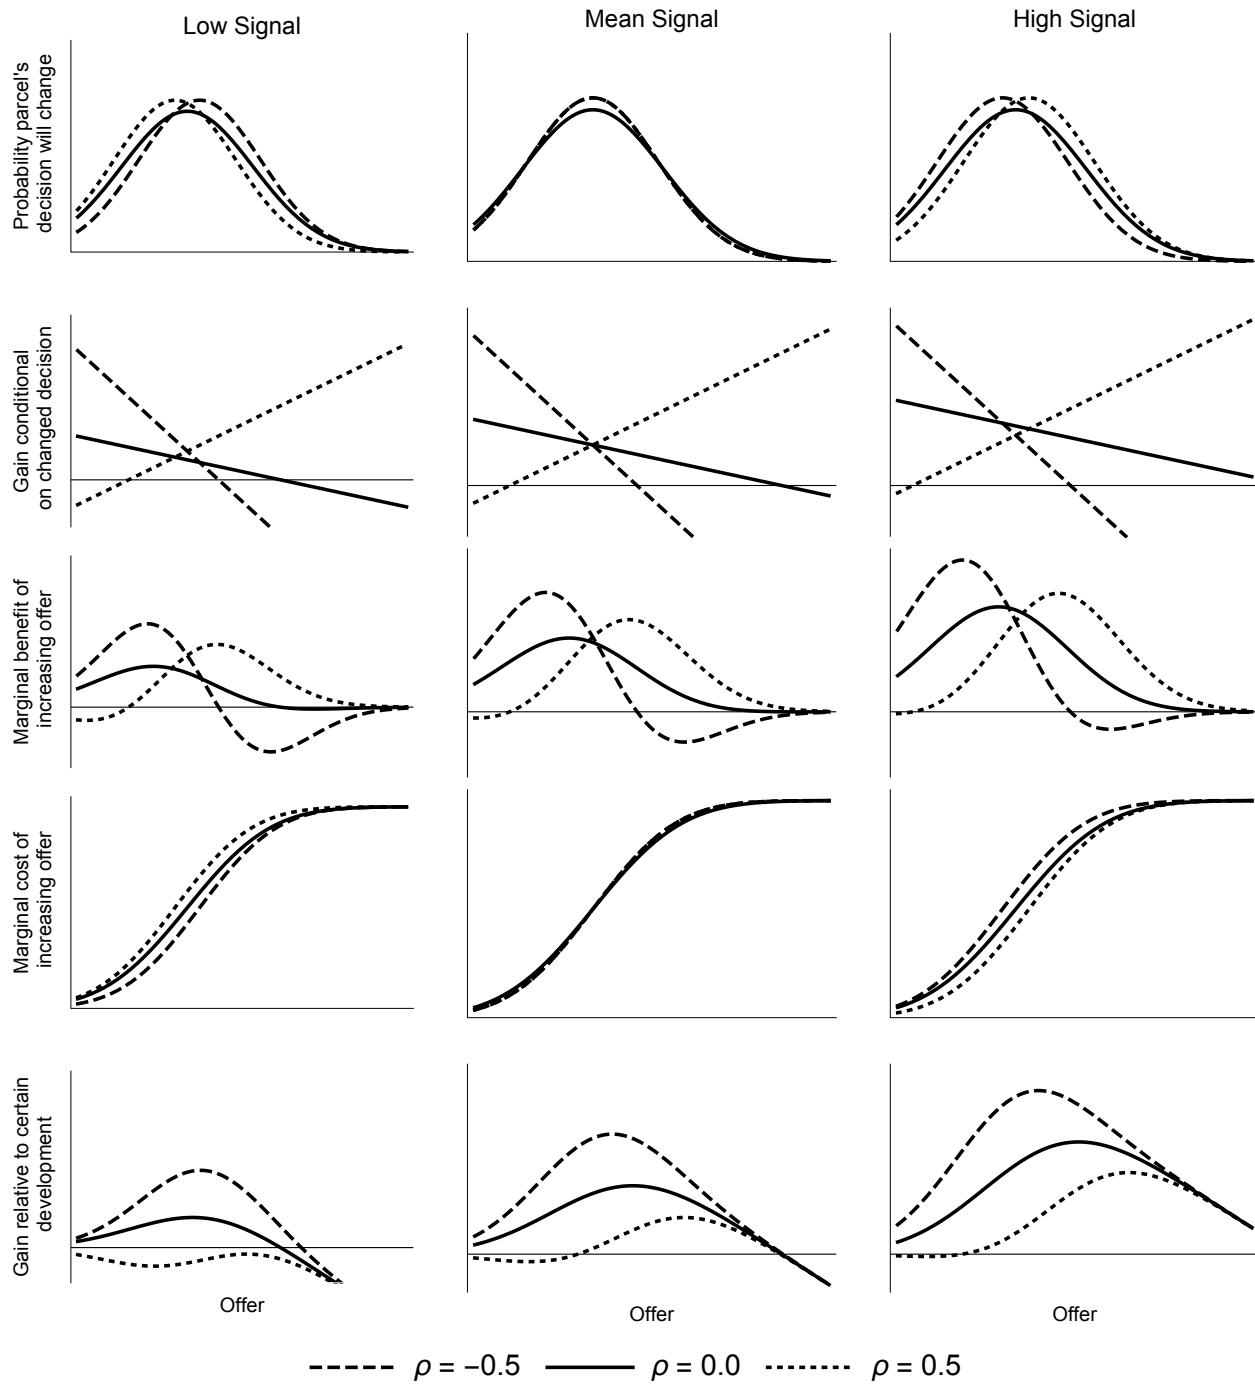 Low Signal
Mean Signal
High Signal
Probability parcel's
decision will change
Gain conditional
on changed decision
Marginal benefit of
increasing offer
Marginal cost of
increasing offer
Gain relative to certain
development
Offer
Offer
Offer
ρ = −0.5
ρ = 0.0
ρ = 0.5